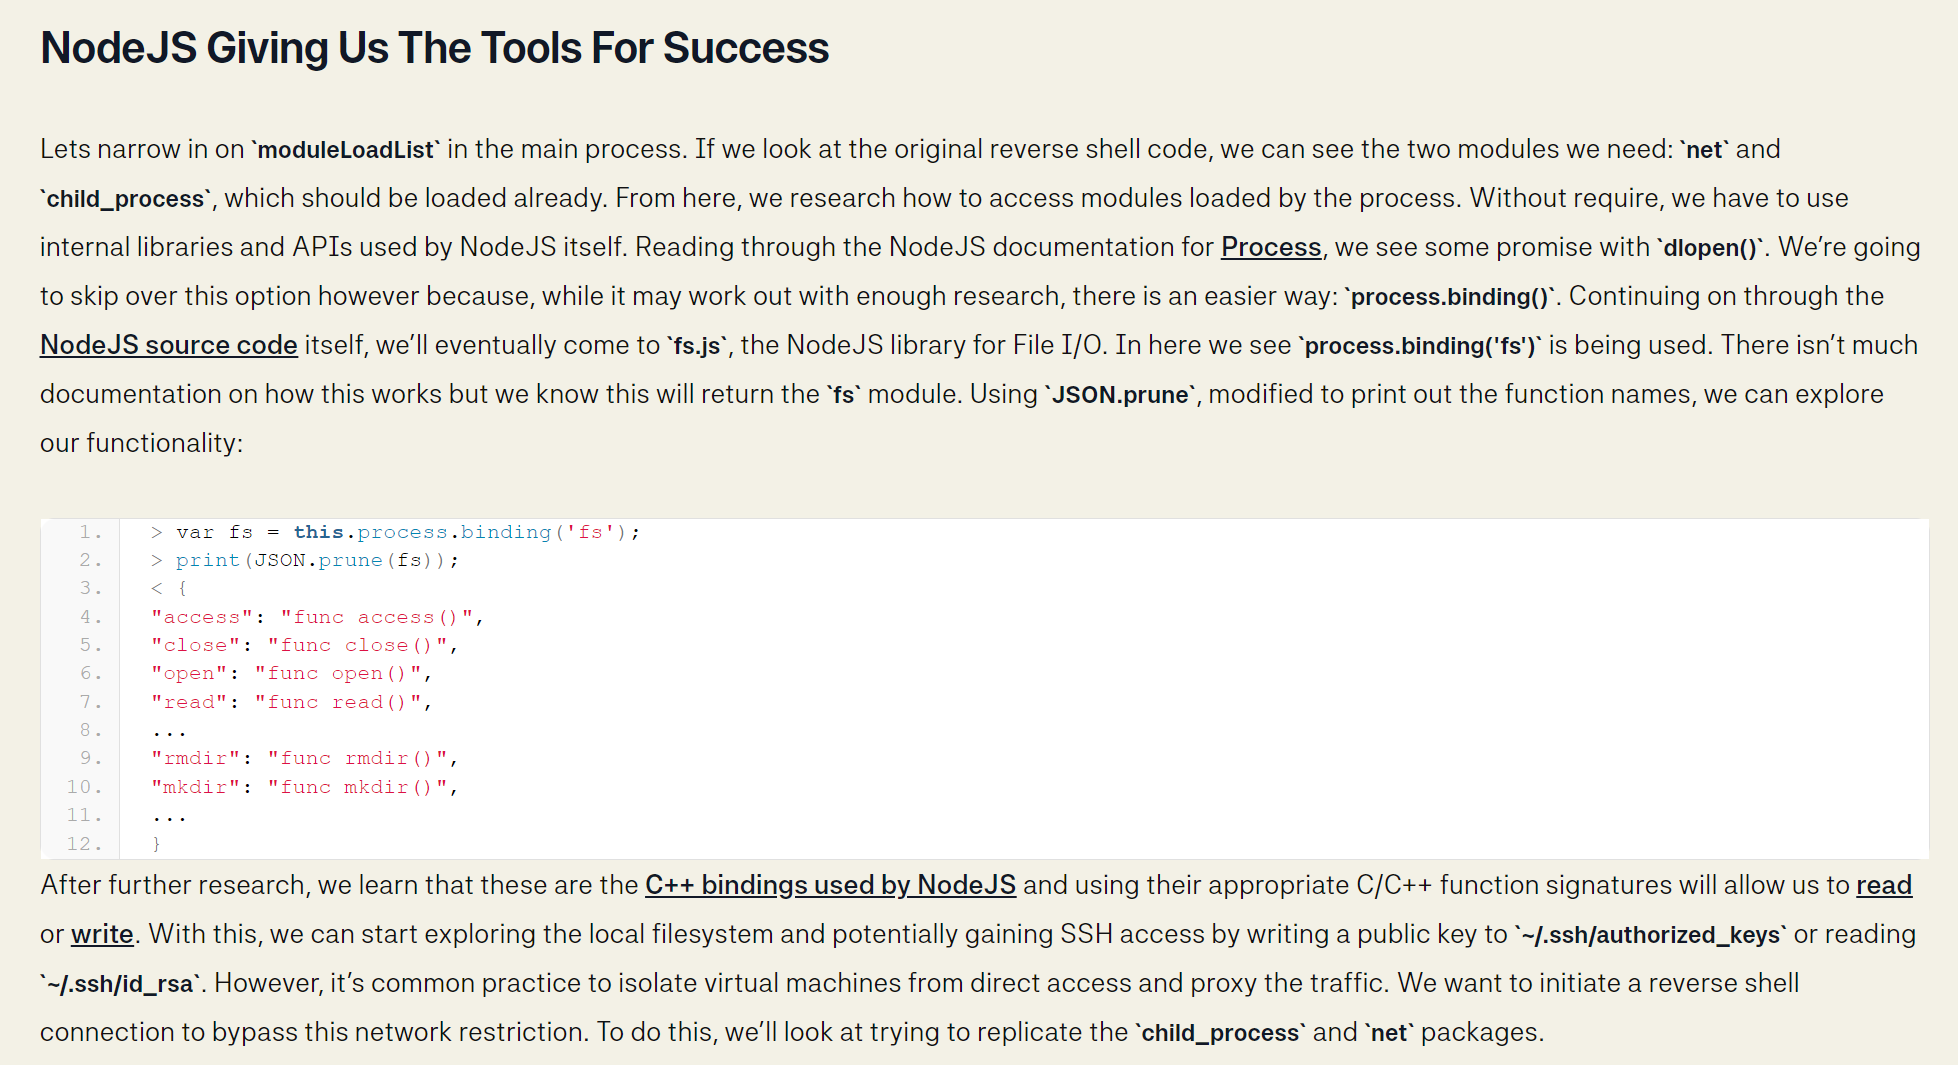 NodeJS Giving Us The Tools For Success
Lets narrow in on `moduleLoadList` in the main process. If we look at the original reverse shell code, we can see the two modules we need: `net` and
`child_process`, which should be loaded already. From here, we research how to access modules loaded by the process. Without require, we have to use
internal libraries and APIs used by NodeJS itself. Reading through the NodeJS documentation for Process, we see some promise with `dlopen()`. We’re going
to skip over this option however because, while it may work out with enough research, there is an easier way: `process.binding()`. Continuing on through the
NodeJS source code itself, we’ll eventually come to `fs.js`, the NodeJS library for File I/O. In here we see `process.binding('fs')` is being used. There isn’t much
documentation on how this works but we know this will return the `fs` module. Using `JSON.prune`, modified to print out the function names, we can explore
our functionality:
1. > var fs = this.process.binding('fs');
2. > print(JSON.prune(fs));
3. < {
4. "access": "func access()",
5. "close": "func close()",
6. "open": "func open()",
7. "read": "func read()",
8. ...
9. "rmdir": "func rmdir()",
10. "mkdir": "func mkdir()",
11. ...
12. }
After further research, we learn that these are the C++ bindings used by NodeJS and using their appropriate C/C++ function signatures will allow us to read
or write. With this, we can start exploring the local filesystem and potentially gaining SSH access by writing a public key to `~/.ssh/authorized_keys` or reading
`~/.ssh/id_rsa`. However, it’s common practice to isolate virtual machines from direct access and proxy the traffic. We want to initiate a reverse shell
connection to bypass this network restriction. To do this, we’ll look at trying to replicate the `child_process` and `net` packages.